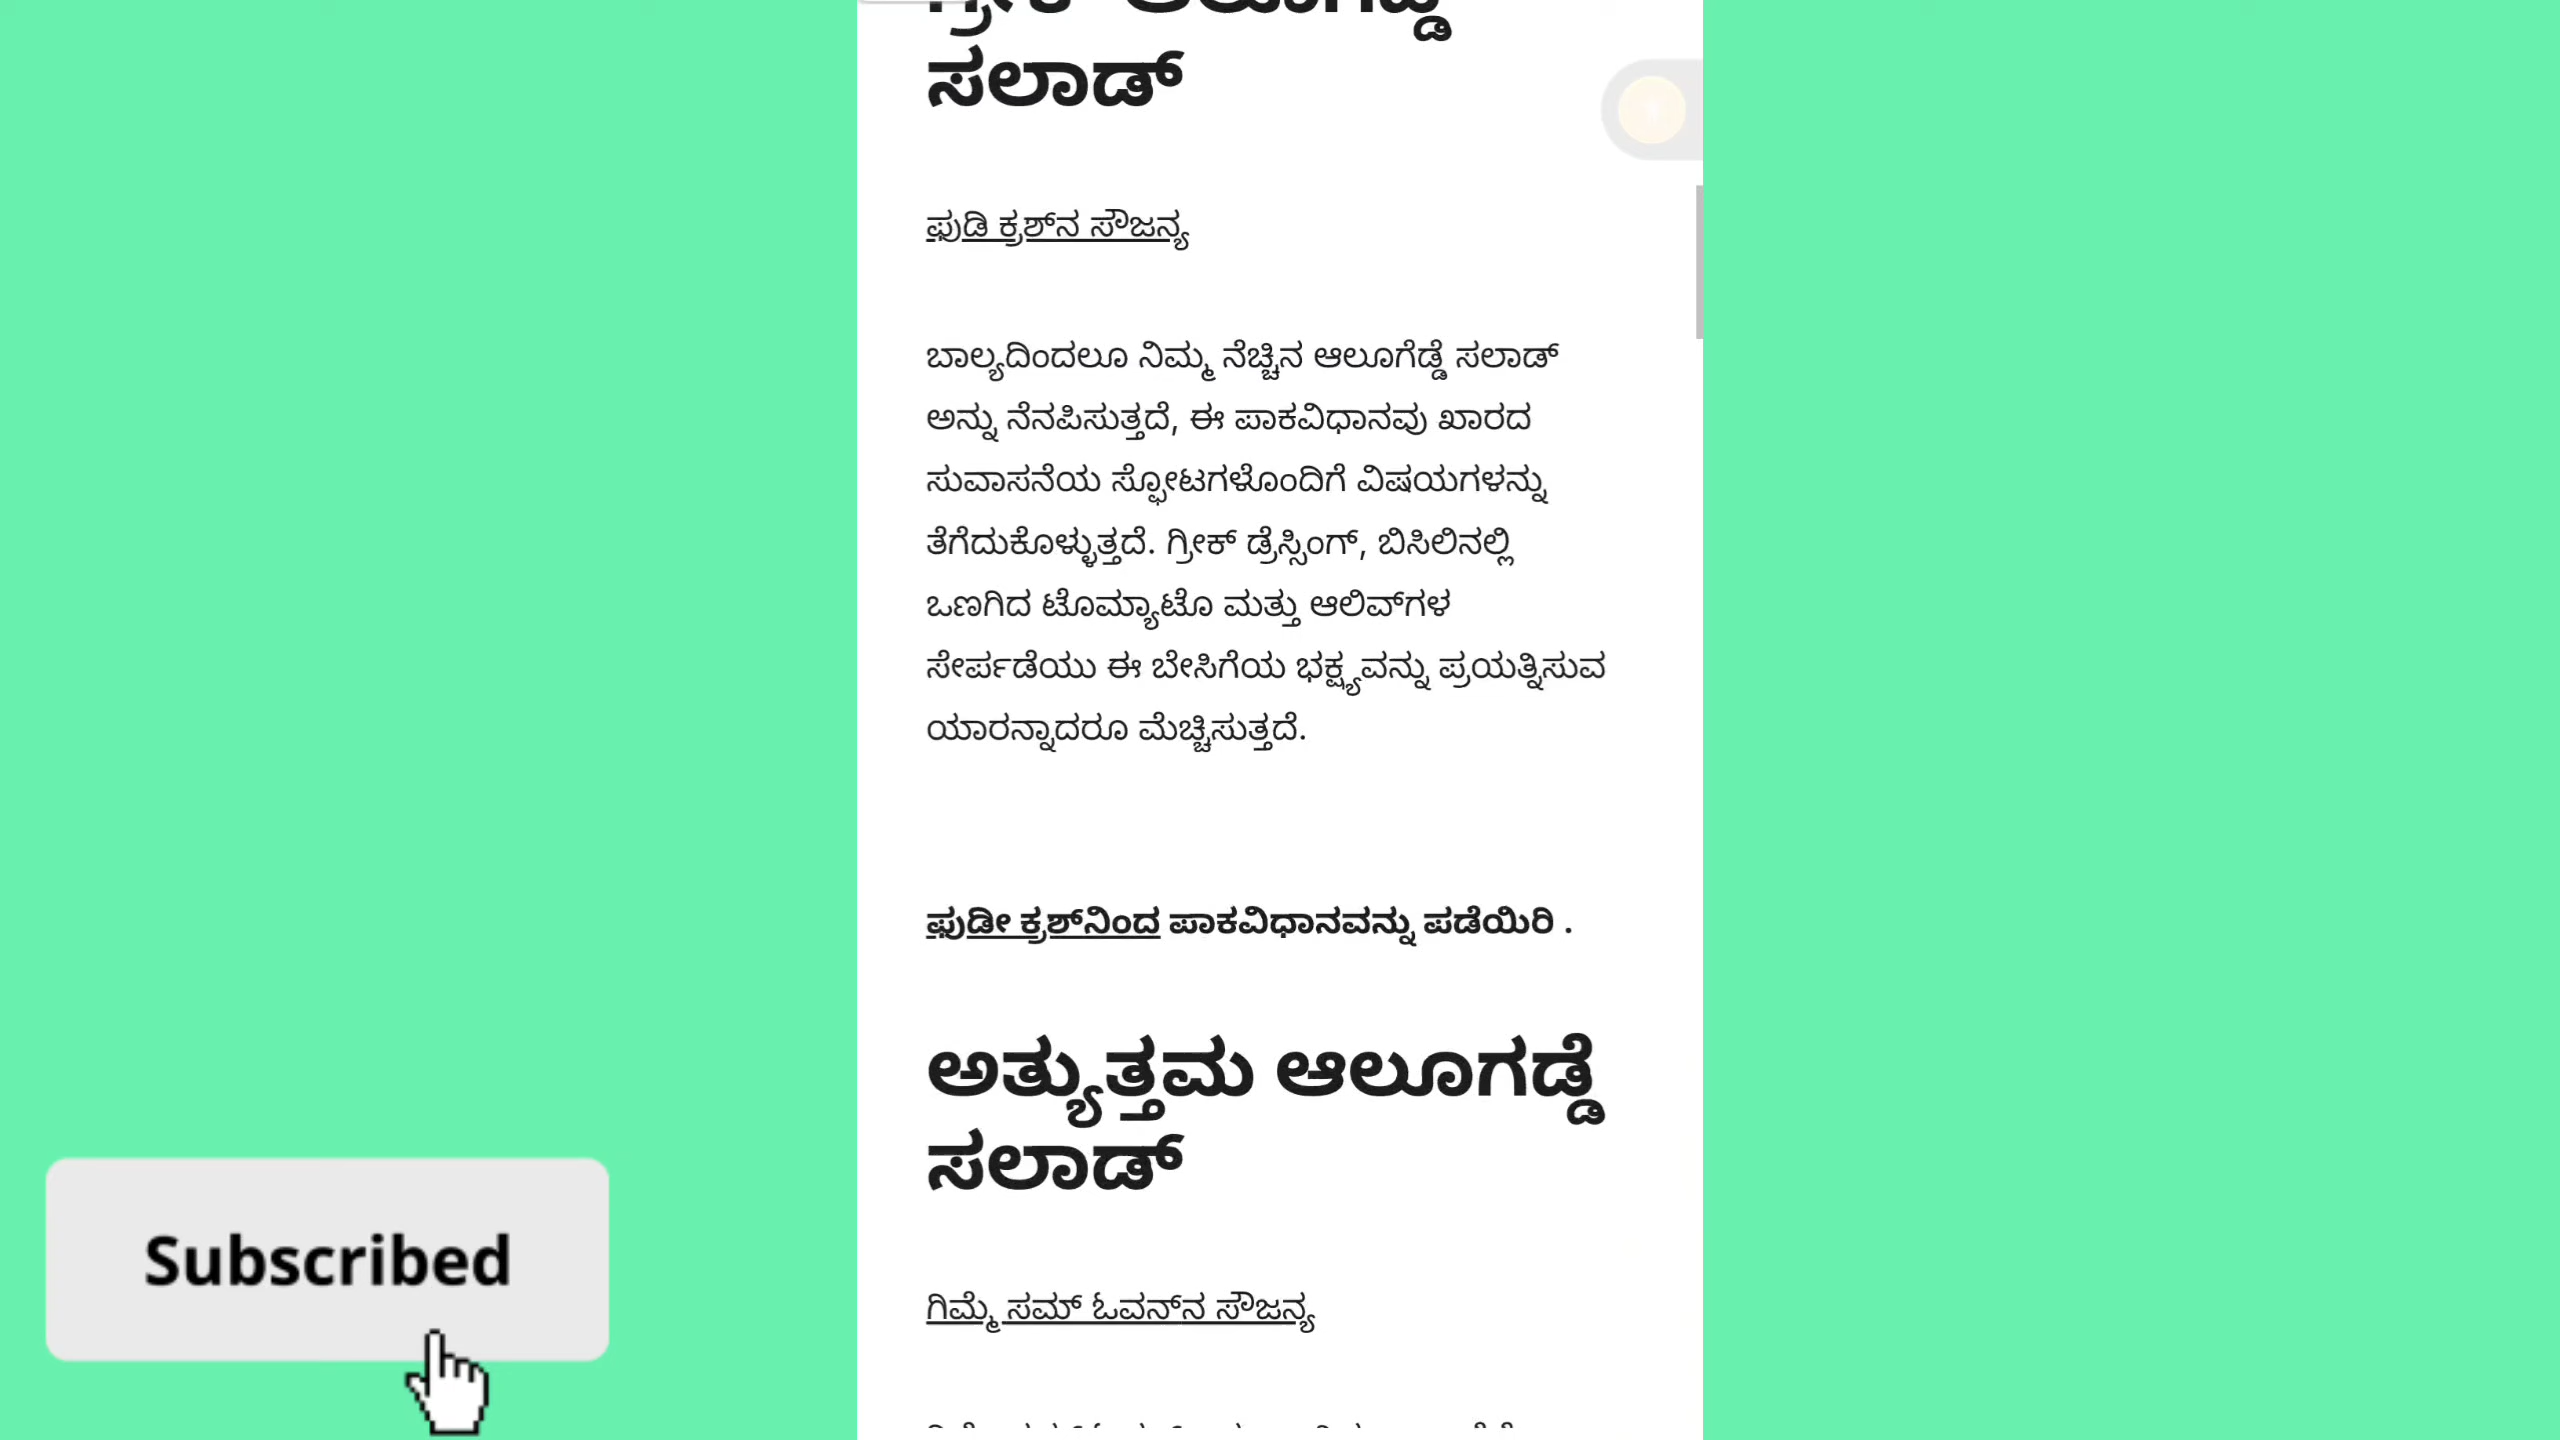 ಗ್ರೀಕ್ ಆಲೂಗಡ್ಡೆ
ಸಲಾಡ್
ಫುಡಿ ಕ್ರಶ್‌ನ ಸೌಜನ್ಯ
ಬಾಲ್ಯದಿಂದಲೂ ನಿಮ್ಮ ನೆಚ್ಚಿನ ಆಲೂಗೆಡ್ಡೆ ಸಲಾಡ್
ಅನ್ನು ನೆನಪಿಸುತ್ತದೆ, ಈ ಪಾಕವಿಧಾನವು ಖಾರದ
ಸುವಾಸನೆಯ ಸ್ಫೋಟಗಳೊಂದಿಗೆ ವಿಷಯಗಳನ್ನು
ತೆಗೆದುಕೊಳ್ಳುತ್ತದೆ. ಗ್ರೀಕ್ ಡ್ರೆಸ್ಸಿಂಗ್, ಬಿಸಿಲಿನಲ್ಲಿ
ಒಣಗಿದ ಟೊಮ್ಯಾಟೊ ಮತ್ತು ಆಲಿವ್‌ಗಳ
ಸೇರ್ಪಡೆಯು ಈ ಬೇಸಿಗೆಯ ಭಕ್ಷ್ಯವನ್ನು ಪ್ರಯತ್ನಿಸುವ
ಯಾರನ್ನಾದರೂ ಮೆಚ್ಚಿಸುತ್ತದೆ.
ಫುಡೀ ಕ್ರಶ್‌ನಿಂದ ಪಾಕವಿಧಾನವನ್ನು ಪಡೆಯಿರಿ .
ಅತ್ಯುತ್ತಮ ಆಲೂಗಡ್ಡೆ
ಸಲಾಡ್
Subscribed
ಗಿಮ್ಮೆ ಸಮ್ ಓವನ್‌ನ ಸೌಜನ್ಯ